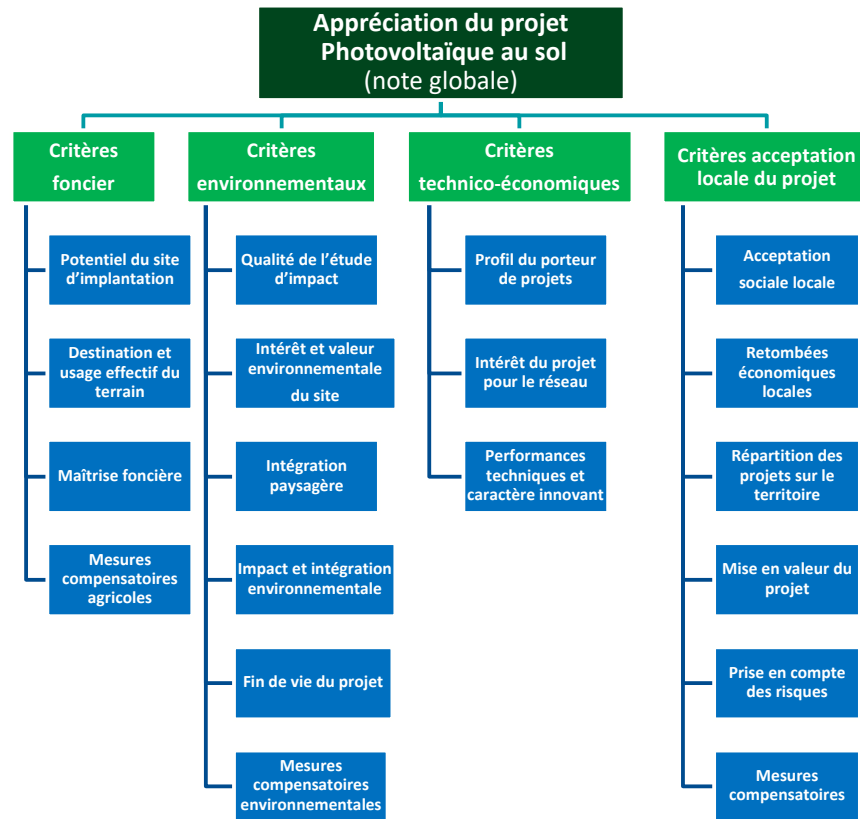 Appréciation du projet
Photovoltaïque au sol
(note globale)
Critères
foncier
Potentiel du site
d’implantation
Destination et
usage effectif du
terrain
Maîtrise foncière
Mesures
compensatoires
agricoles
Critères
environnementaux
Qualité de l’étude
d’impact
Intérêt et valeur
environnementale
du site
Intégration
paysagère
Impact et intégration
environnementale
Fin de vie du projet
Mesures
compensatoires
environnementales
Critères
technico-économiques
Profil du porteur
de projets
Intérêt du projet
pour le réseau
Performances
techniques et
caractère innovant
Critères acceptation
locale du projet
Acceptation
sociale locale
Retombées
économiques
locales
Répartition des
projets sur le
territoire
Mise en valeur du
projet
Prise en compte
des risques
Mesures
compensatoires